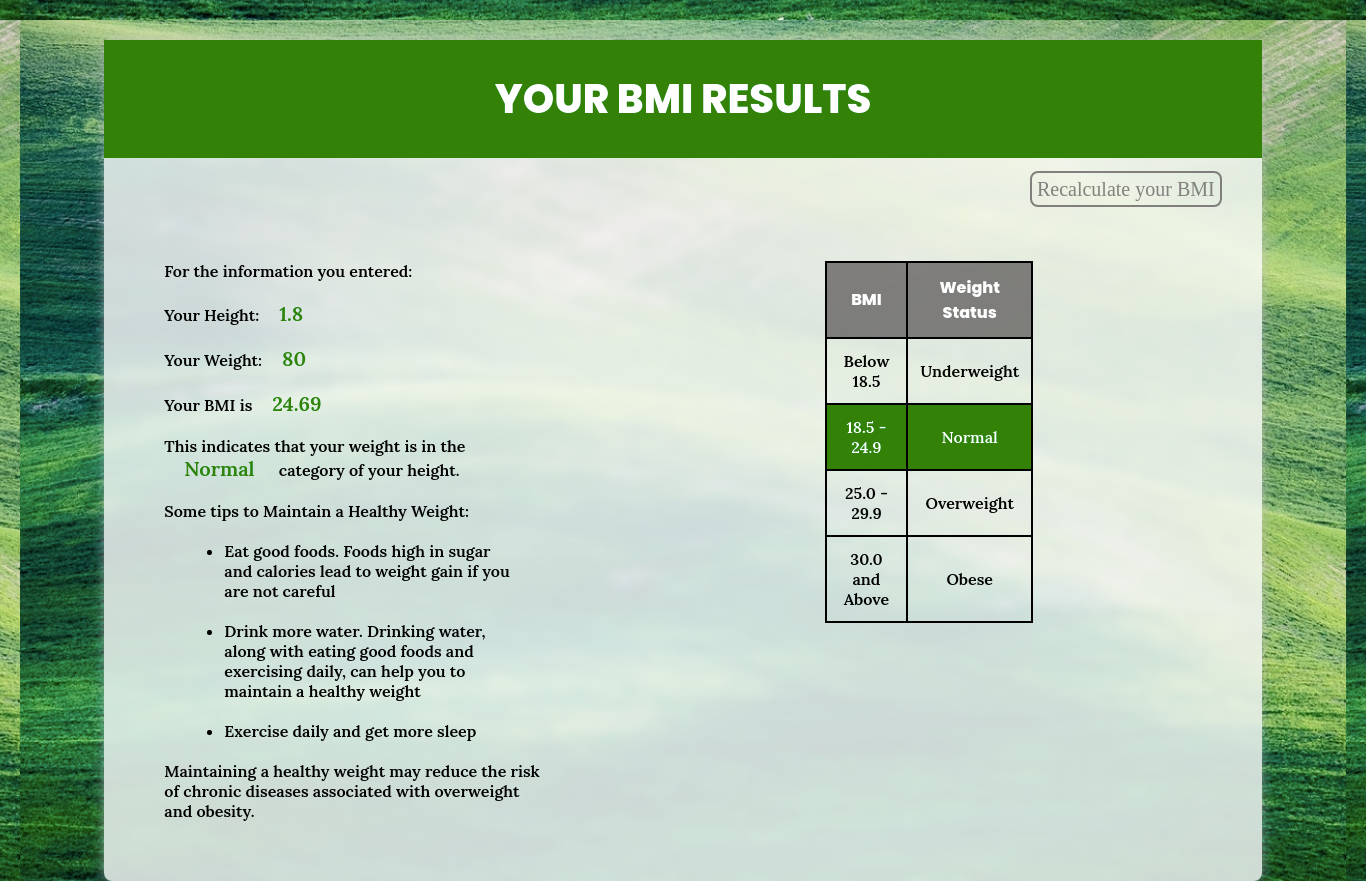 YOUR BMI RESULTS
Recalculate your BMI
For the information you entered:
Your Height: 1.8
Your Weight: 80
Your BMI is 24.69
This indicates that your weight is in the
Normal category of your height.
Some tips to Maintain a Healthy Weight:
• Eat good foods. Foods high in sugar
and calories lead to weight gain if you
are not careful
• Drink more water. Drinking water,
along with eating good foods and
exercising daily, can help you to
maintain a healthy weight
• Exercise daily and get more sleep
Maintaining a healthy weight may reduce the risk
of chronic diseases associated with overweight
and obesity.
BMI
Weight
Status
Below
18.5
Underweight
18.5 -
24.9
Normal
25.0 -
29.9
Overweight
30.0
and
Above
Obese